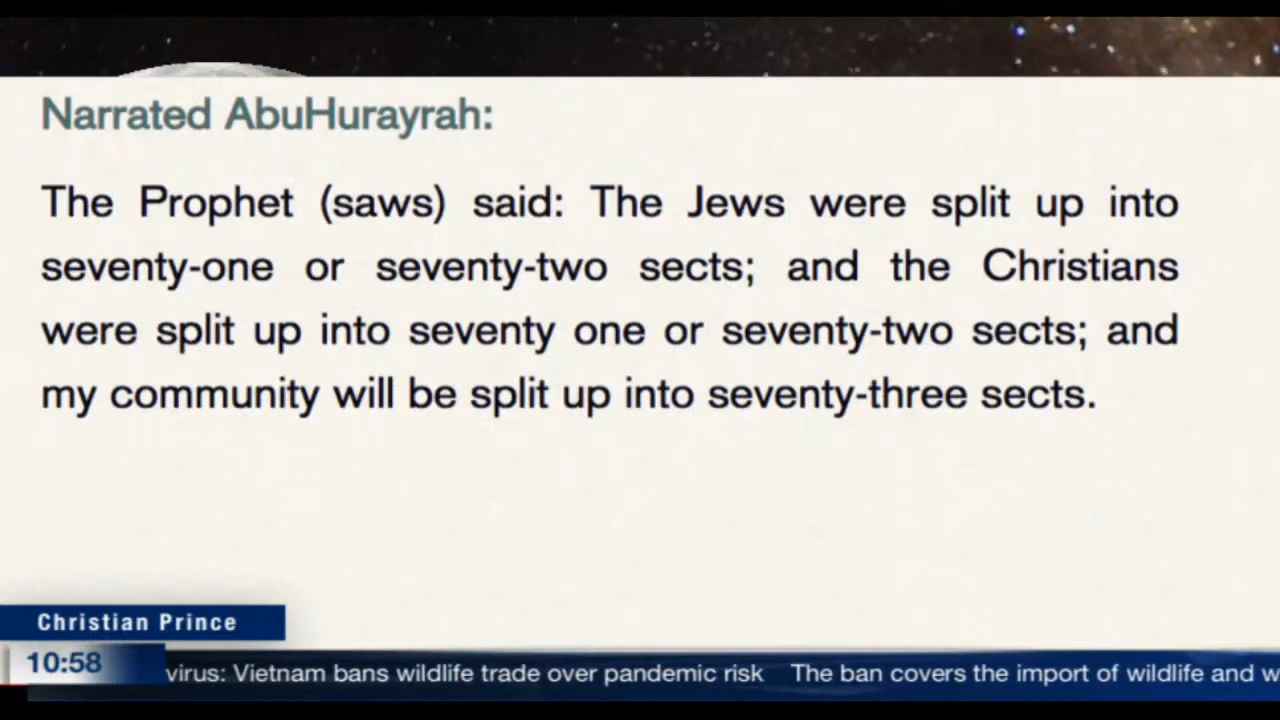 Narrated AbuHurayrah:
The Prophet (saws) said: The Jews were split up into
seventy-one or seventy-two sects; and the Christians
were split up into seventy one or seventy-two sects; and
my community will be split up into seventy-three sects.
Christian Prince
10:58
virus: Vietnam bans wildlife trade over pandemic risk The ban covers the import of wildlife and w